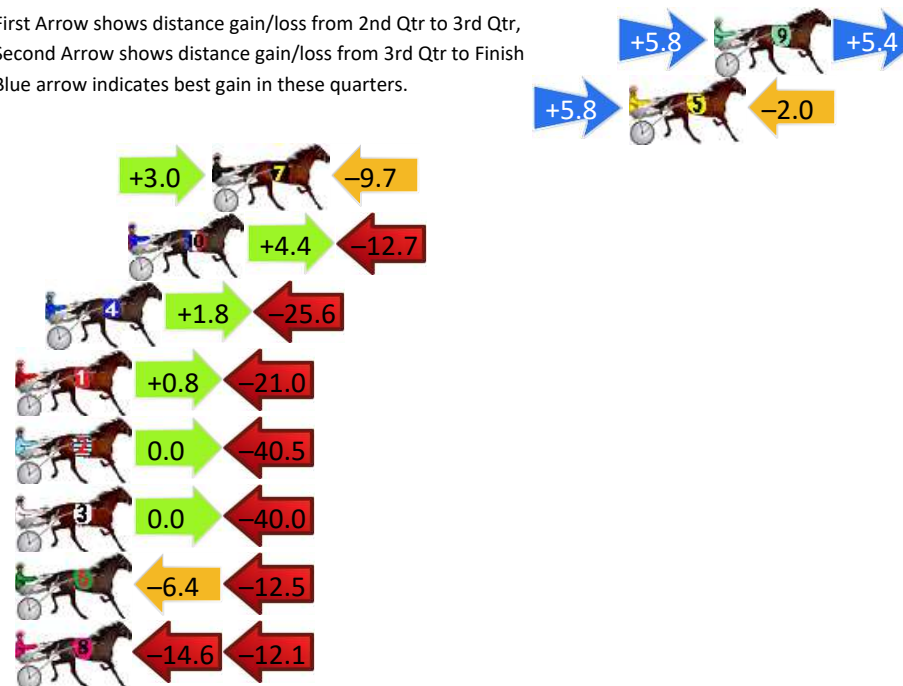 First Arrow shows distance gain/loss from 2nd Qtr to 3rd Qtr,
Second Arrow shows distance gain/loss from 3rd Qtr to Finish
Blue arrow indicates best gain in these quarters.
+5.8 9 +5.4
+5.8 5 –2.0
+3.0 7 –9.7
10 +4.4 –12.7
4 +1.8 –25.6
1 +0.8 –21.0
2 0.0 –40.5
3 0.0 –40.0
6 –6.4 –12.5
8 –14.6 –12.1